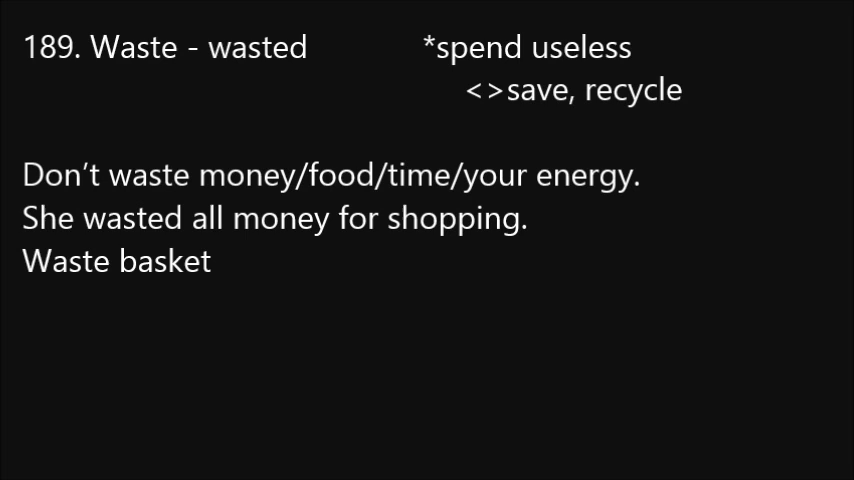 189. Waste - wasted *spend useless
<>save, recycle
Don't waste money/food/time/your energy.
She wasted all money for shopping.
Waste basket